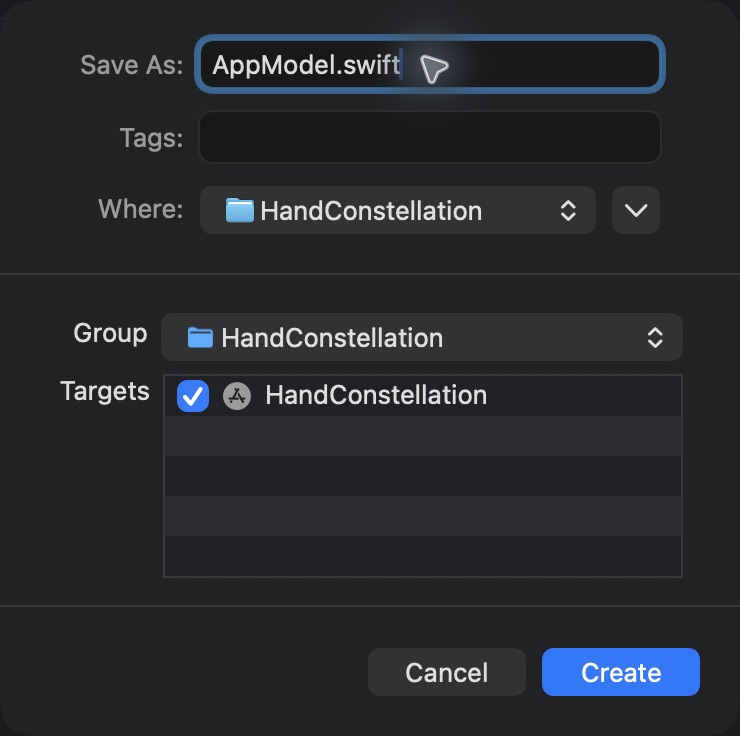 Save As: AppModel.swift
Tags:
Where: HandConstellation
Group HandConstellation
Targets HandConstellation
Cancel Create